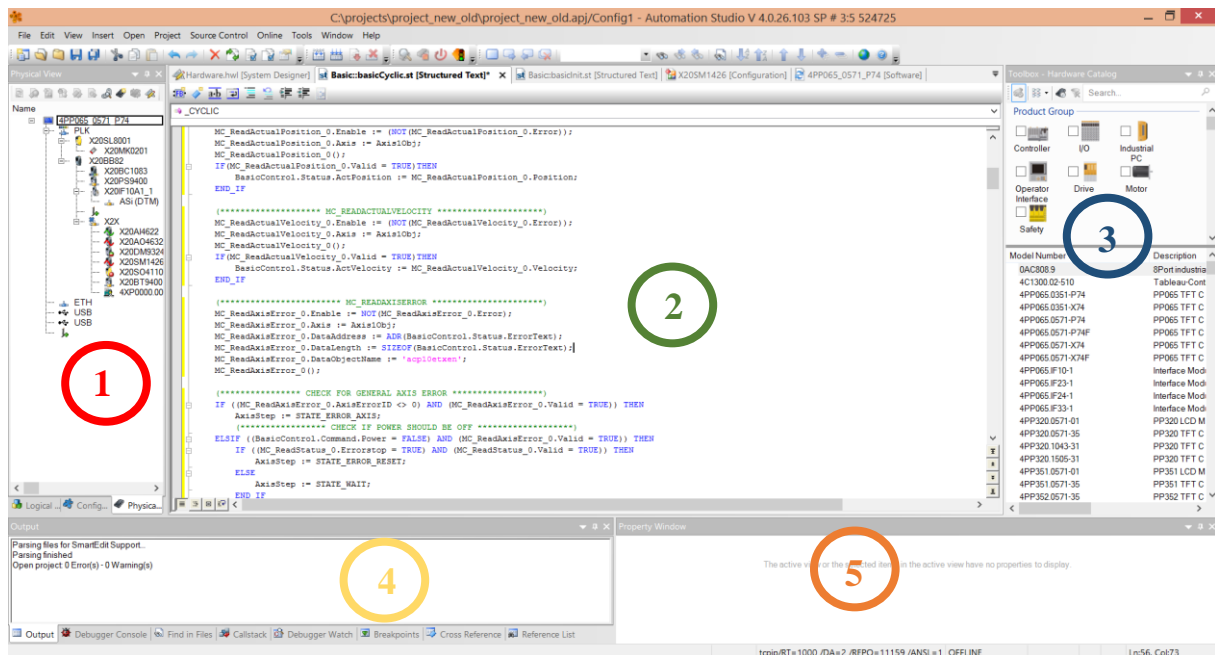 C:\projects\project_new_old\project_new_old.apj/Config1 - Automation Studio V 4.0.26.103 SP # 3:5 524725
File Edit View Insert Open Project Source Control Online Tools Window Help
Physical View
Name
4PP065_0571_P74
PLK
X20SL8001
X20MK0201
X20BB82
X20BC1083
X20PS9400
X20IF10A1_1
ASi (DTM)
X2X
X20AI4622
X20AO4632
X20DM9324
X20SM1426
X20SO4110
X20BT9400
4XP0000.00
ETH
USB
USB
1
Logical ... Config... Physica...
Hardware.hwl [System Designer] Basic::basicCyclic.st [Structured Text]* Basic::basicInit.st [Structured Text] X20SM1426 [Configuration] 4PP065_0571_P74 [Software]
_CYCLIC
MC_ReadActualPosition_0.Enable := (NOT(MC_ReadActualPosition_0.Error));
MC_ReadActualPosition_0.Axis := Axis1Obj;
MC_ReadActualPosition_0();
IF(MC_ReadActualPosition_0.Valid = TRUE)THEN
BasicControl.Status.ActPosition := MC_ReadActualPosition_0.Position;
END_IF
(******************** MC_READACTUALVELOCITY *********************)
MC_ReadActualVelocity_0.Enable := (NOT(MC_ReadActualVelocity_0.Error));
MC_ReadActualVelocity_0.Axis := Axis1Obj;
MC_ReadActualVelocity_0();
IF(MC_ReadActualVelocity_0.Valid = TRUE)THEN
BasicControl.Status.ActVelocity := MC_ReadActualVelocity_0.Velocity;
END_IF
(*********************** MC_READAXISERROR *********************)
MC_ReadAxisError_0.Enable := NOT(MC_ReadAxisError_0.Error);
MC_ReadAxisError_0.Axis := Axis1Obj;
MC_ReadAxisError_0.DataAddress := ADR(BasicControl.Status.ErrorText);
MC_ReadAxisError_0.DataLength := SIZEOF(BasicControl.Status.ErrorText);
MC_ReadAxisError_0.DataObjectName := 'acp10etxen';
MC_ReadAxisError_0();
(**************** CHECK FOR GENERAL AXIS ERROR ******************)
IF ((MC_ReadAxisError_0.AxisErrorID <> 0) AND (MC_ReadAxisError_0.Valid = TRUE)) THEN
AxisStep := STATE_ERROR_AXIS;
(***************** CHECK IF POWER SHOULD BE OFF *******************)
ELSIF ((BasicControl.Command.Power = FALSE) AND (MC_ReadAxisError_0.Valid = TRUE)) THEN
IF ((MC_ReadStatus_0.Errorstop = TRUE) AND (MC_ReadStatus_0.Valid = TRUE)) THEN
AxisStep := STATE_ERROR_RESET;
ELSE
AxisStep := STATE_WAIT;
END_IF
2
Toolbox - Hardware Catalog
Search...
Product Group
Controller I/O Industrial PC
Operator Interface Drive Motor
Safety
3
Model Number Description
0AC808.9 8Port industria
4C1300.02-510 Tableau-Cont
4PP065.0351-P74 PP065 TFT C
4PP065.0351-X74 PP065 TFT C
4PP065.0571-P74 PP065 TFT C
4PP065.0571-P74F PP065 TFT C
4PP065.0571-X74 PP065 TFT C
4PP065.0571-X74F PP065 TFT C
4PP065.IF10-1 Interface Modi
4PP065.IF23-1 Interface Modi
4PP065.IF24-1 Interface Modi
4PP065.IF33-1 Interface Modi
4PP320.0571-01 PP320 LCD M
4PP320.0571-35 PP320 TFT C
4PP320.1043-31 PP320 TFT C
4PP320.1505-31 PP320 TFT C
4PP351.0571-01 PP351 LCD M
4PP351.0571-35 PP351 TFT C
4PP352.0571-35 PP352 TFT C
Output
Parsing files for SmartEdit Support...
Parsing finished
Open project: 0 Error(s) - 0 Warning(s)
4
Output Debugger Console Find in Files Callstack Debugger Watch Breakpoints Cross Reference Reference List
Property Window
The active view or the selected items in the active view have no properties to display.
5
tcpip/RT=1000 /DA=2 /REPO=11159 /ANSL=1 OFFLINE Ln:56, Col:73